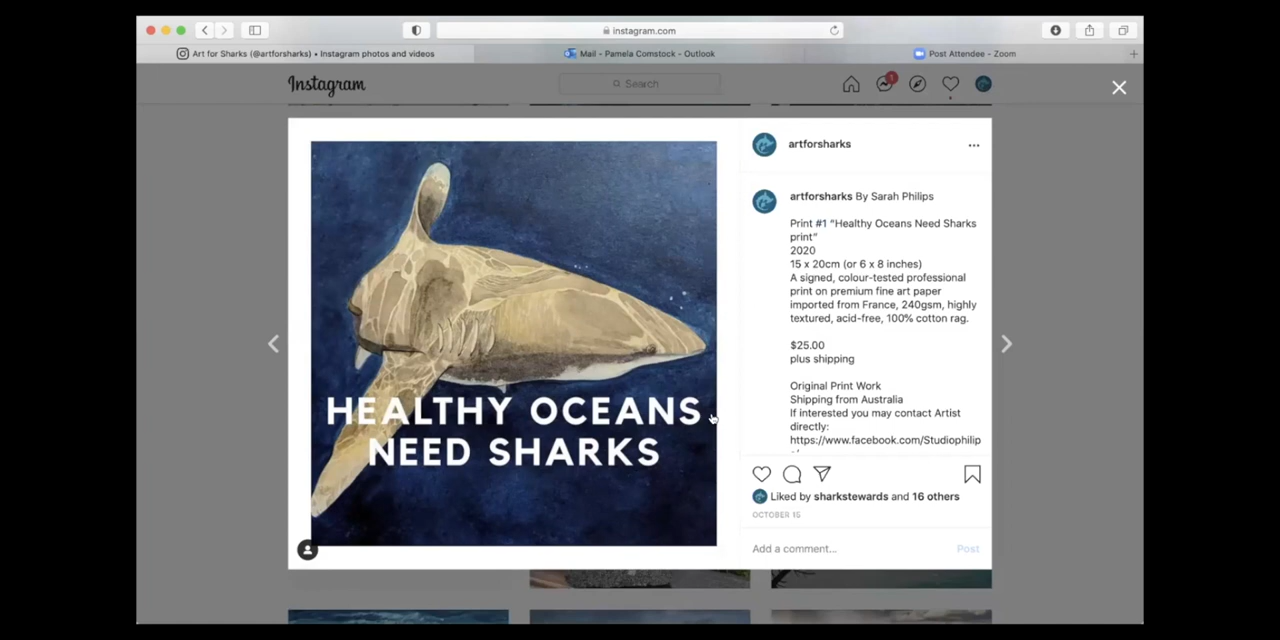 instagram.com
Art for Sharks (@artforsharks) • Instagram photos and videos
Mail - Pamela Comstock - Outlook
Post Attendee - Zoom
Instagram
Search
1
artforsharks
artforsharks By Sarah Philips
Print #1 "Healthy Oceans Need Sharks
print"
2020
15 x 20cm (or 6 x 8 inches)
A signed, colour-tested professional
print on premium fine art paper
imported from France, 240gsm, highly
textured, acid-free, 100% cotton rag.
$25.00
plus shipping
Original Print Work
Shipping from Australia
If interested you may contact Artist
directly:
https://www.facebook.com/Studiophilip
HEALTHY OCEANS
NEED SHARKS
Liked by sharkstewards and 16 others
OCTOBER 15
Add a comment...
Post